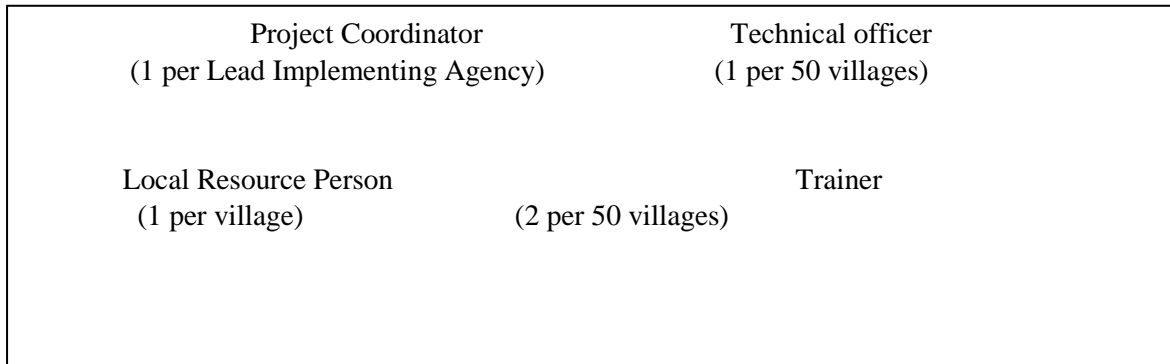 Project Coordinator Technical officer
(1 per Lead Implementing Agency) (1 per 50 villages)
Local Resource Person Trainer
(1 per village) (2 per 50 villages)